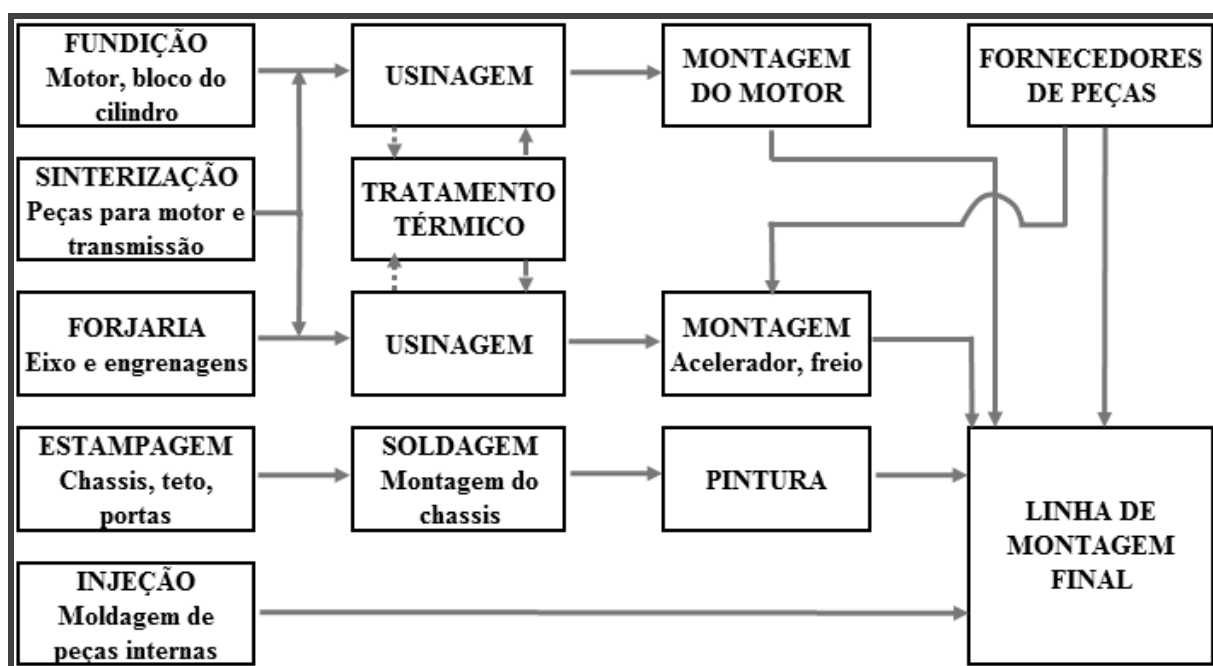 FUNDIÇÃO
Motor, bloco do
cilindro
USINAGEM
MONTAGEM
DO MOTOR
FORNECEDORES
DE PEÇAS
SINTERIZAÇÃO
Peças para motor e
transmissão
TRATAMENTO
TÉRMICO
FORJARIA
Eixo e engrenagens
USINAGEM
MONTAGEM
Acelerador, freio
ESTAMPAGEM
Chassis, teto,
portas
SOLDAGEM
Montagem do
chassis
PINTURA
LINHA DE
MONTAGEM
FINAL
INJEÇÃO
Moldagem de
peças internas